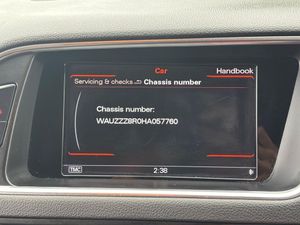 Car
Handbook
Servicing & checks Chassis number
Chassis number:
WAUZZZ8R0HA057760
TMC
2:38